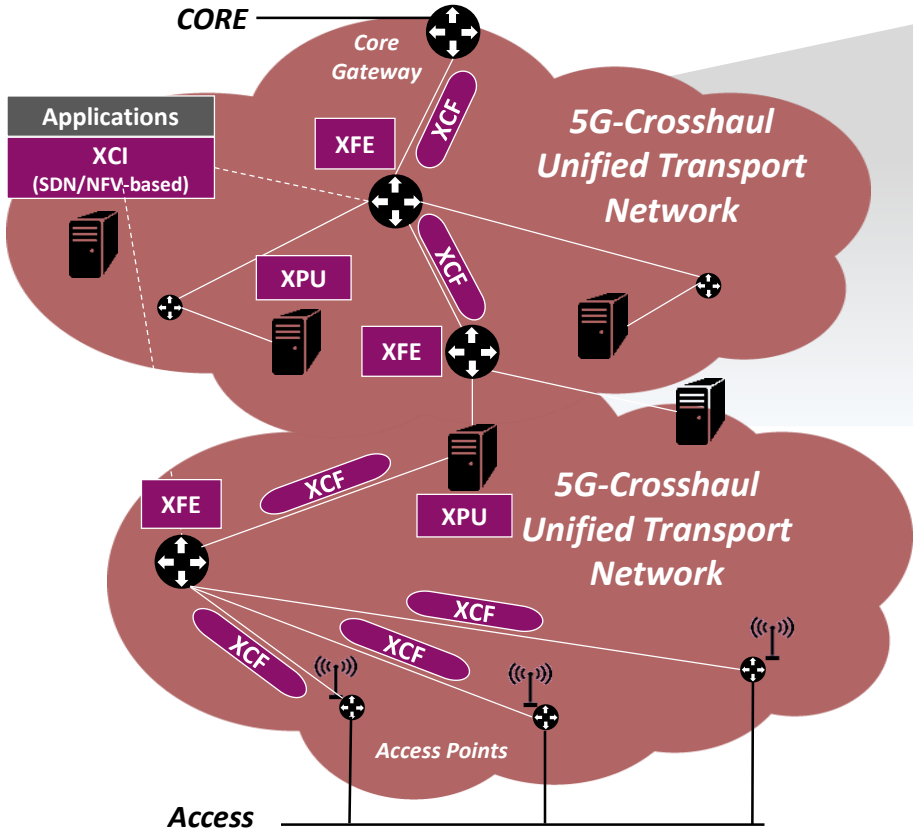 CORE
Core
Gateway
XCF
Applications
XCI
(SDN/NFV-based)
XFE
5G-Crosshaul
Unified Transport
Network
XCF
XPU
XFE
XCF
XFE
XPU
5G-Crosshaul
Unified Transport
Network
XCF
XCF
XCF
Access Points
Access